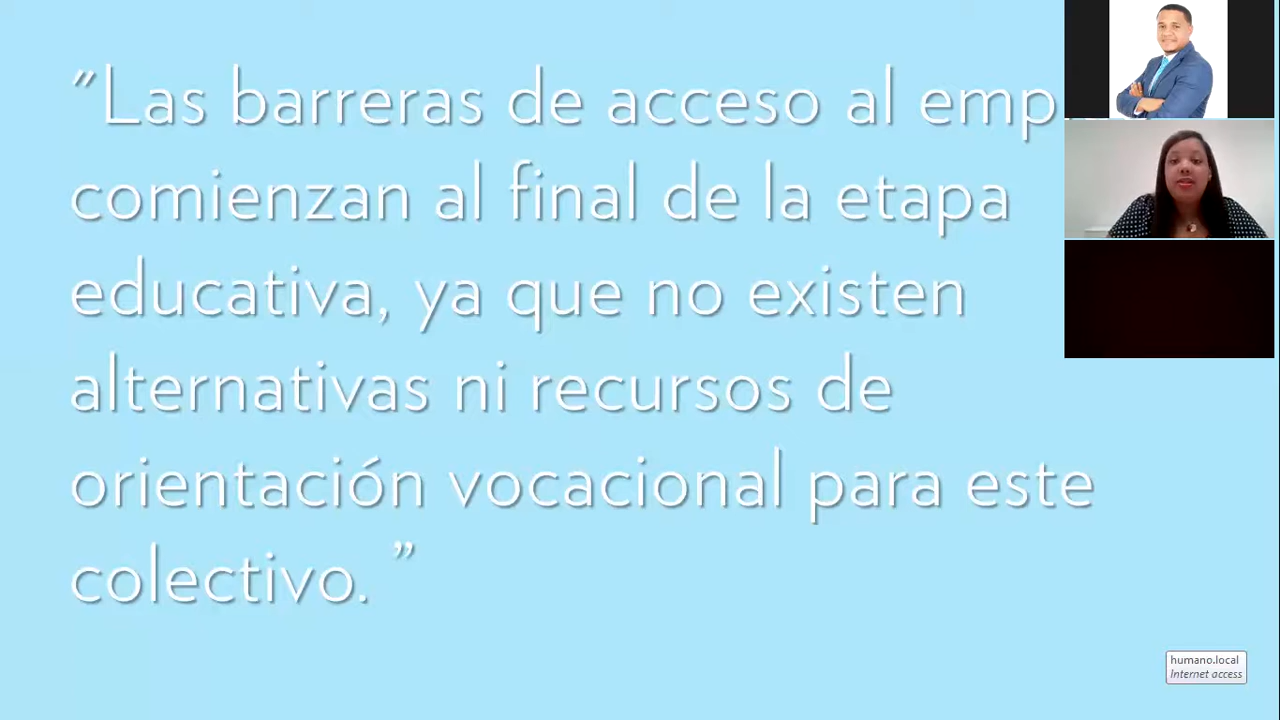 "Las barreras de acceso al emp
comienzan al final de la etapa
educativa, ya que no existen
alternativas ni recursos de
orientación vocacional para este
colectivo. ”
humano.local
Internet access